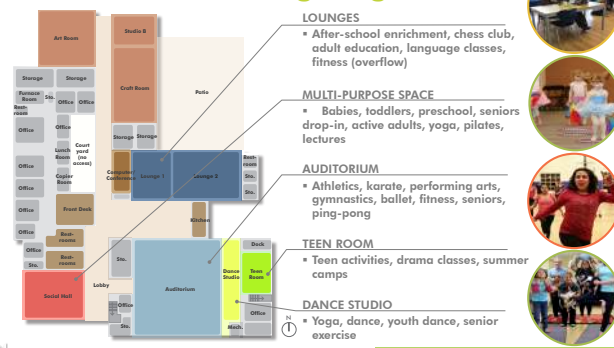 Art Room
Studio B
Craft Room
Patio
Storage
Storage
Furnace
Room
Sto.
Office
Office
Rest-
room
Office
Office
Court
yard
(no
access)
Lunch
Room
Office
Copier
Room
Office
Office
Front Desk
Office
Rest-
rooms
Office
Rest-
rooms
Sto.
Social Hall
Lobby
Storage
Storage
Computer/
Conference
Lounge 1
Lounge 2
Rest-
room
Sto.
Sto.
Kitchen
Sto.
Auditorium
Office
Sto.
Dance
Studio
Dock
Teen
Room
Office
Mech.
N
LOUNGES
▪ After-school enrichment, chess club,
adult education, language classes,
fitness (overflow)
MULTI-PURPOSE SPACE
▪ Babies, toddlers, preschool, seniors
drop-in, active adults, yoga, pilates,
lectures
AUDITORIUM
▪ Athletics, karate, performing arts,
gymnastics, ballet, fitness, seniors,
ping-pong
TEEN ROOM
▪ Teen activities, drama classes, summer
camps
DANCE STUDIO
▪ Yoga, dance, youth dance, senior
exercise